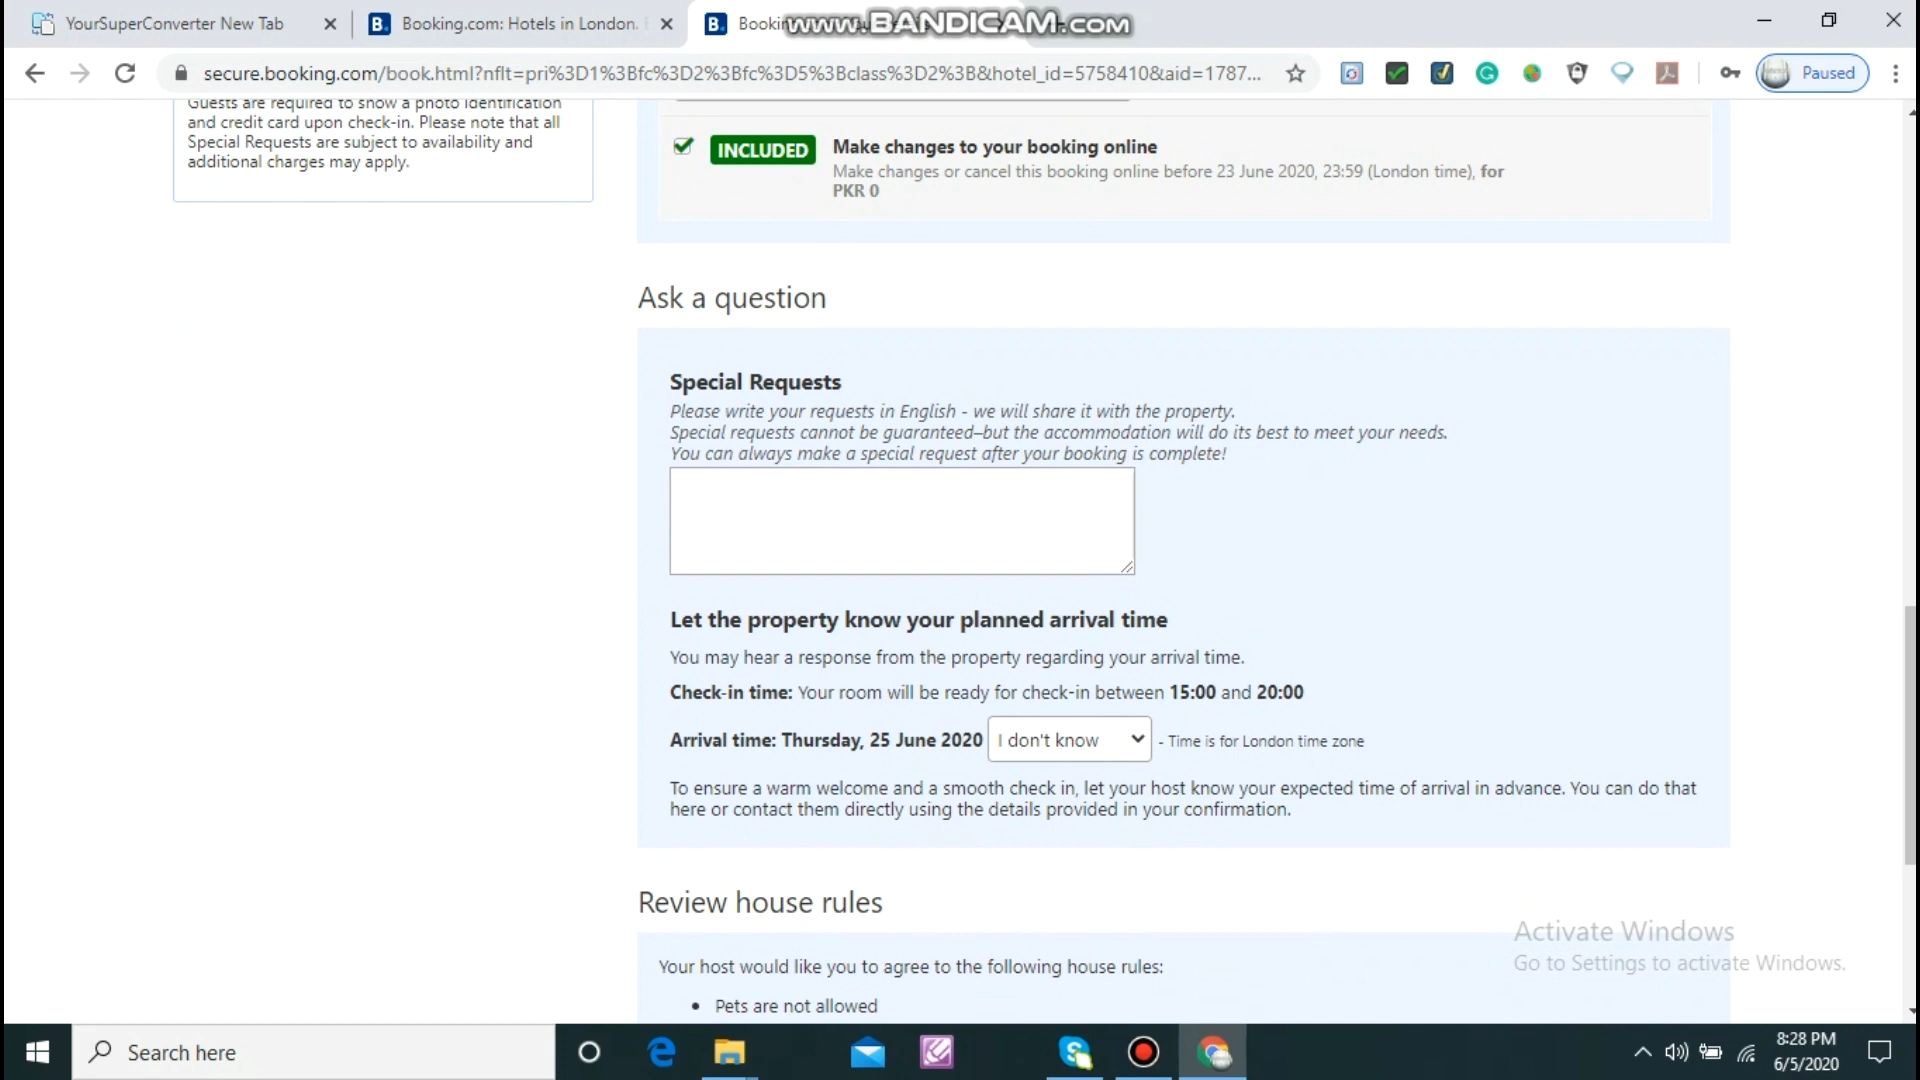 YourSuperConverter New Tab
Booking.com: Hotels in London.
www.BANDICAM.com
secure.booking.com/book.html?nflt=pri%3D1%3Bfc%3D2%3Bfc%3D5%3Bclass%3D2%3B&hotel_id=5758410&aid=1787...
Paused
Guests are required to show a photo identification
and credit card upon check-in. Please note that all
Special Requests are subject to availability and
additional charges may apply.
INCLUDED
Make changes to your booking online
Make changes or cancel this booking online before 23 June 2020, 23:59 (London time), for
PKR 0
Ask a question
Special Requests
Please write your requests in English - we will share it with the property.
Special requests cannot be guaranteed–but the accommodation will do its best to meet your needs.
You can always make a special request after your booking is complete!
Let the property know your planned arrival time
You may hear a response from the property regarding your arrival time.
Check-in time: Your room will be ready for check-in between 15:00 and 20:00
Arrival time: Thursday, 25 June 2020 I don't know - Time is for London time zone
To ensure a warm welcome and a smooth check in, let your host know your expected time of arrival in advance. You can do that
here or contact them directly using the details provided in your confirmation.
Review house rules
Your host would like you to agree to the following house rules:
• Pets are not allowed
Activate Windows
Go to Settings to activate Windows.
Search here
8:28 PM
6/5/2020